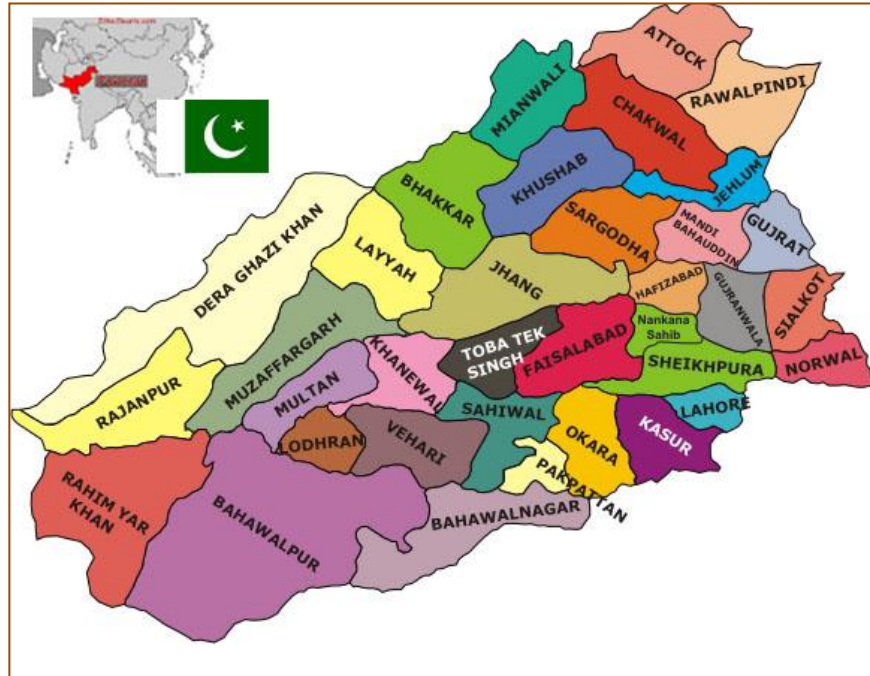 ATTOCK
RAWALPINDI
MIANWALI
CHAKWAL
JEHLUM
BHAKKAR
KHUSHAB
SARGODHA
MANDI
BAHAUDDIN
GUJRAT
DERA GHAZI KHAN
LAYYAH
JHANG
HAFIZABAD
GUJRANWALA
SIALKOT
MUZAFFARGARH
KHANEWAL
TOBA TEK
SINGH
FAISALABAD
Nankana
Sahib
SHEIKHPURA
NORWAL
RAJANPUR
MULTAN
SAHIWAL
LAHORE
LODHRAN
VEHARI
OKARA
KASUR
PAKPATTAN
RAHIM YAR
KHAN
BAHAWALPUR
BAHAWALNAGAR